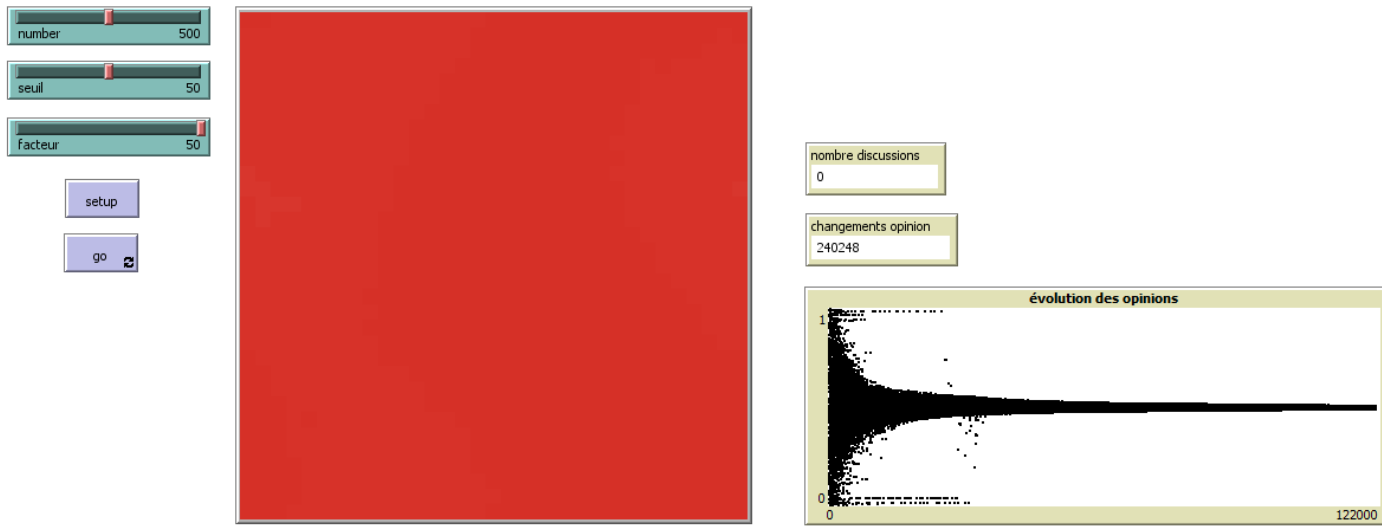 number 500
seuil 50
facteur 50
setup
go
nombre discussions
0
changements opinion
240248
évolution des opinions
1
0
0 122000